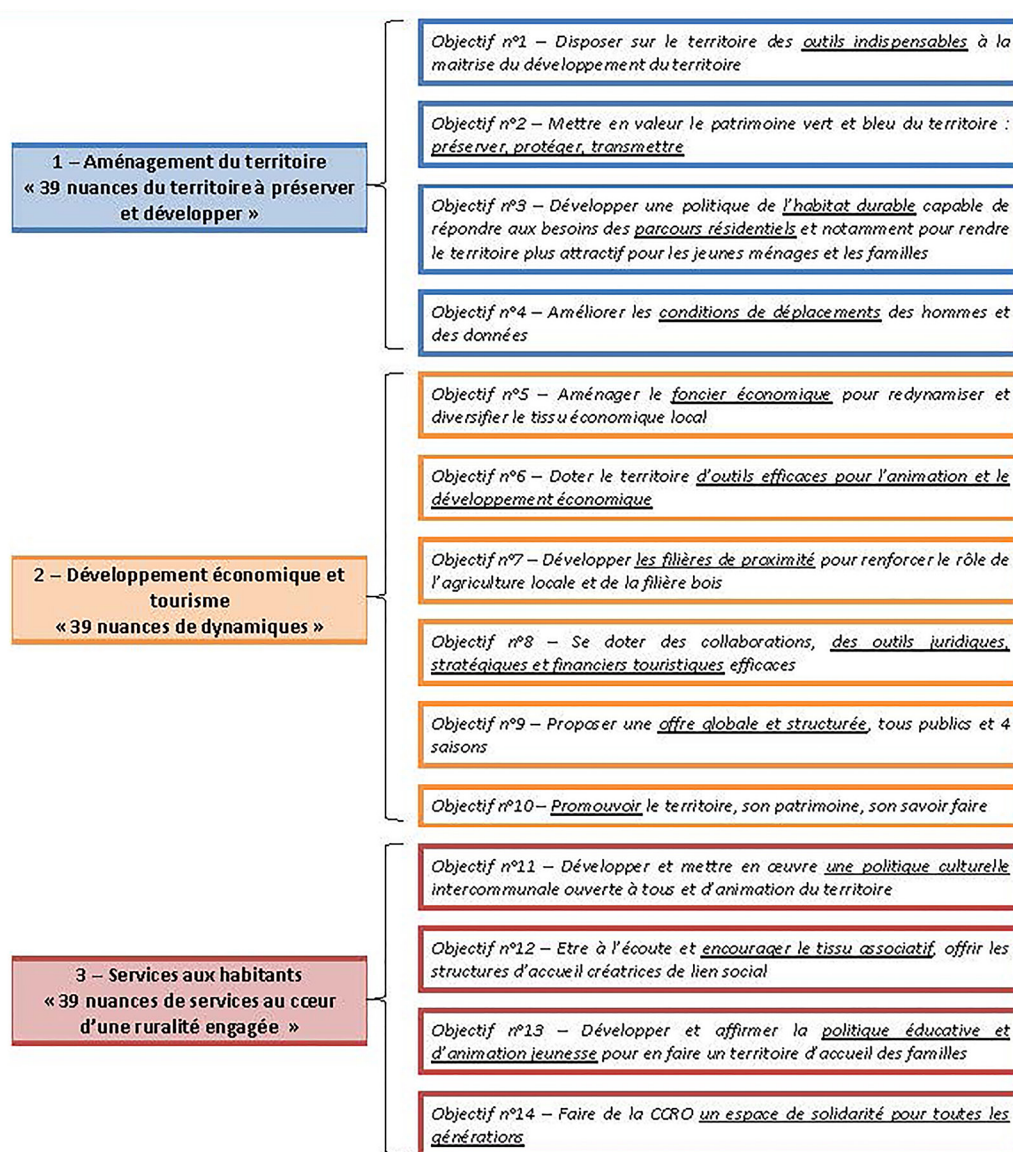 1 – Aménagement du territoire
« 39 nuances du territoire à préserver
et développer »
Objectif n°1 – Disposer sur le territoire des outils indispensables à la
maitrise du développement du territoire
Objectif n°2 – Mettre en valeur le patrimoine vert et bleu du territoire :
préserver, protéger, transmettre
Objectif n°3 – Développer une politique de l'habitat durable capable de
répondre aux besoins des parcours résidentiels et notamment pour rendre
le territoire plus attractif pour les jeunes ménages et les familles
Objectif n°4 – Améliorer les conditions de déplacements des hommes et
des données
2 – Développement économique et
tourisme
« 39 nuances de dynamiques »
Objectif n°5 – Aménager le foncier économique pour redynamiser et
diversifier le tissu économique local
Objectif n°6 – Doter le territoire d'outils efficaces pour l'animation et le
développement économique
Objectif n°7 – Développer les filières de proximité pour renforcer le rôle de
l'agriculture locale et de la filière bois
Objectif n°8 – Se doter des collaborations, des outils juridiques,
stratégiques et financiers touristiques efficaces
Objectif n°9 – Proposer une offre globale et structurée, tous publics et 4
saisons
Objectif n°10 – Promouvoir le territoire, son patrimoine, son savoir faire
3 – Services aux habitants
« 39 nuances de services au cœur
d'une ruralité engagée »
Objectif n°11 – Développer et mettre en œuvre une politique culturelle
intercommunale ouverte à tous et d'animation du territoire
Objectif n°12 – Etre à l'écoute et encourager le tissu associatif, offrir les
structures d'accueil créatrices de lien social
Objectif n°13 – Développer et affirmer la politique éducative et
d'animation jeunesse pour en faire un territoire d'accueil des familles
Objectif n°14 – Faire de la CCRO un espace de solidarité pour toutes les
générations